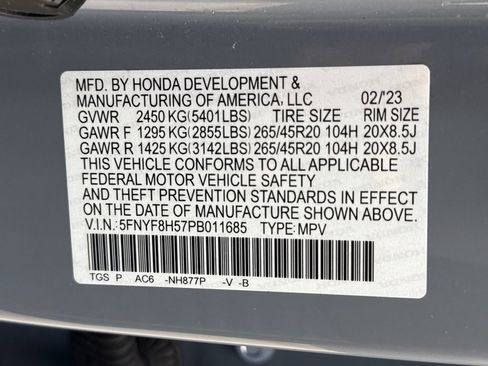 MFD. BY HONDA DEVELOPMENT &
MANUFACTURING OF AMERICA, LLC 02/'23
GVWR 2450 KG(5401LBS) TIRE SIZE RIM SIZE
GAWR F 1295 KG(2855LBS) 265/45R20 104H 20X8.5J
GAWR R 1425 KG(3142LBS) 265/45R20 104H 20X8.5J
THIS VEHICLE CONFORMS TO ALL APPLICABLE
FEDERAL MOTOR VEHICLE SAFETY
AND THEFT PREVENTION STANDARDS IN EFFECT
ON THE DATE OF MANUFACTURE SHOWN ABOVE.
V.I.N.:5FNYF8H57PB011685 TYPE:MPV
TGS P AC6 -NH877P -V -B